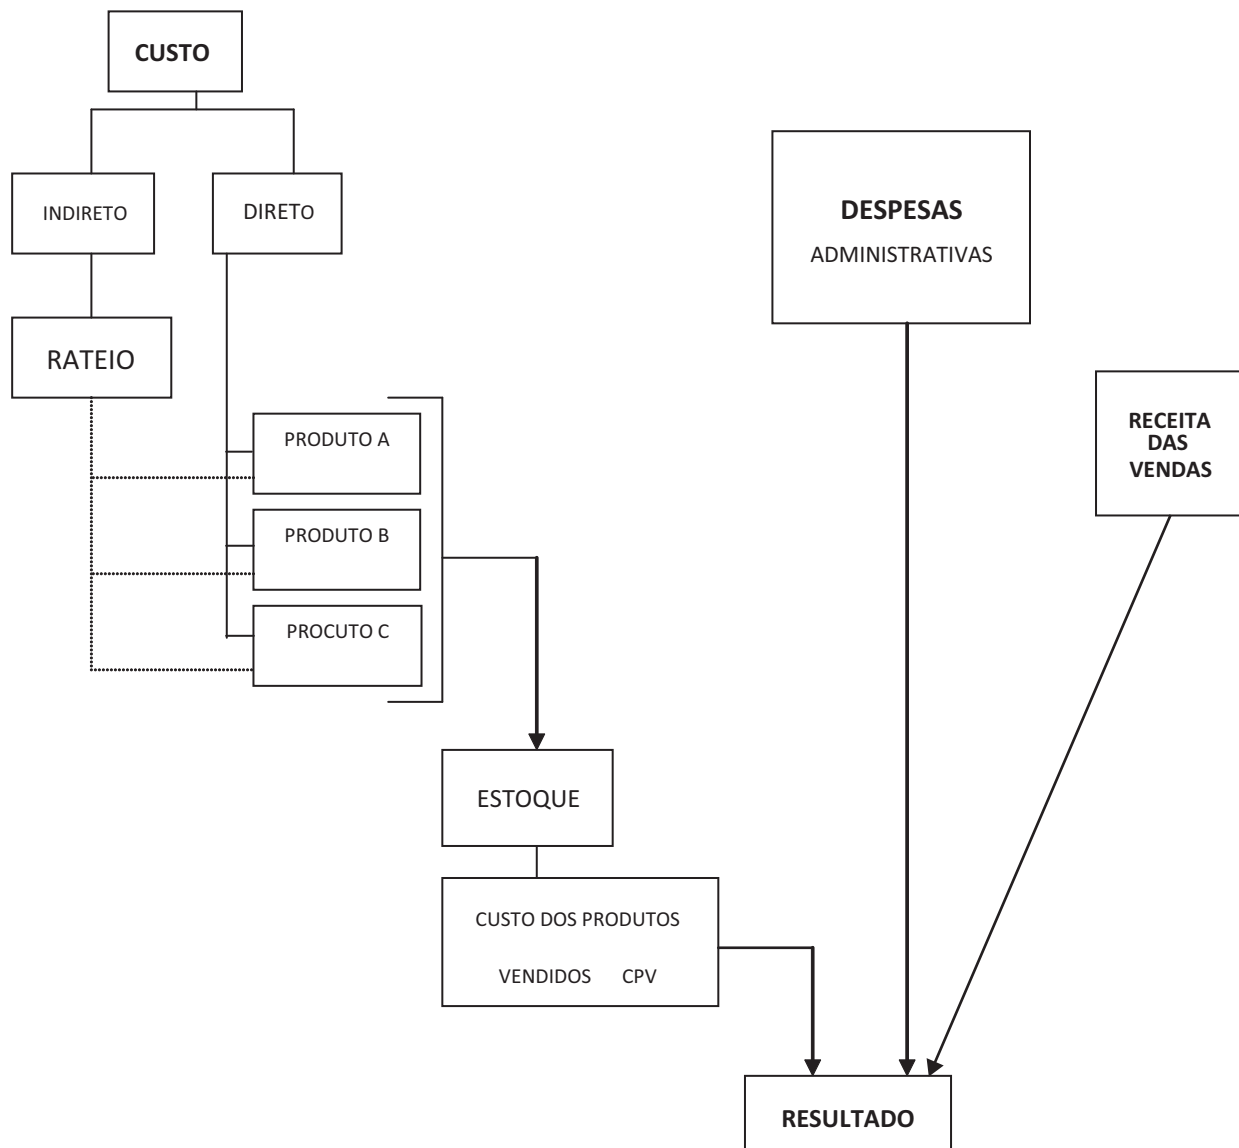 CUSTO
INDIRETO
DIRETO
DESPESAS
ADMINISTRATIVAS
RATEIO
RECEITA
DAS
VENDAS
PRODUTO A
PRODUTO B
PROCUTO C
ESTOQUE
CUSTO DOS PRODUTOS
VENDIDOS CPV
RESULTADO